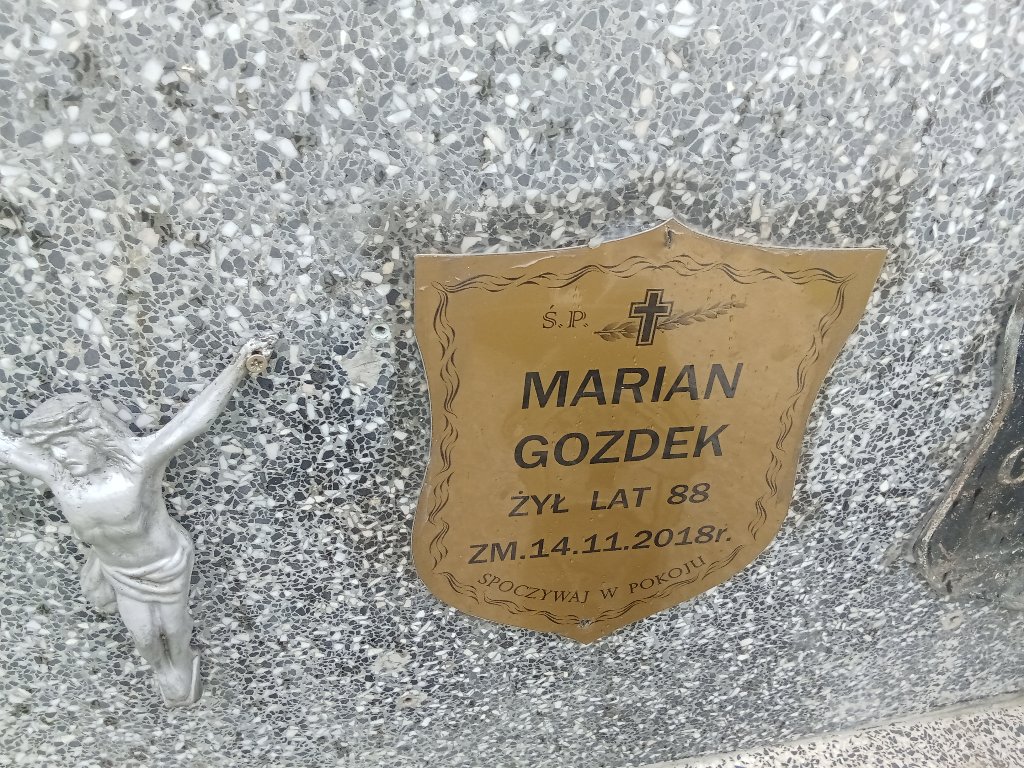 Ś.P.
MARIAN
GOZDEK
ŻYŁ LAT 88
ZM.14.11.2018r.
SPOCZYWAJ W POKOJU